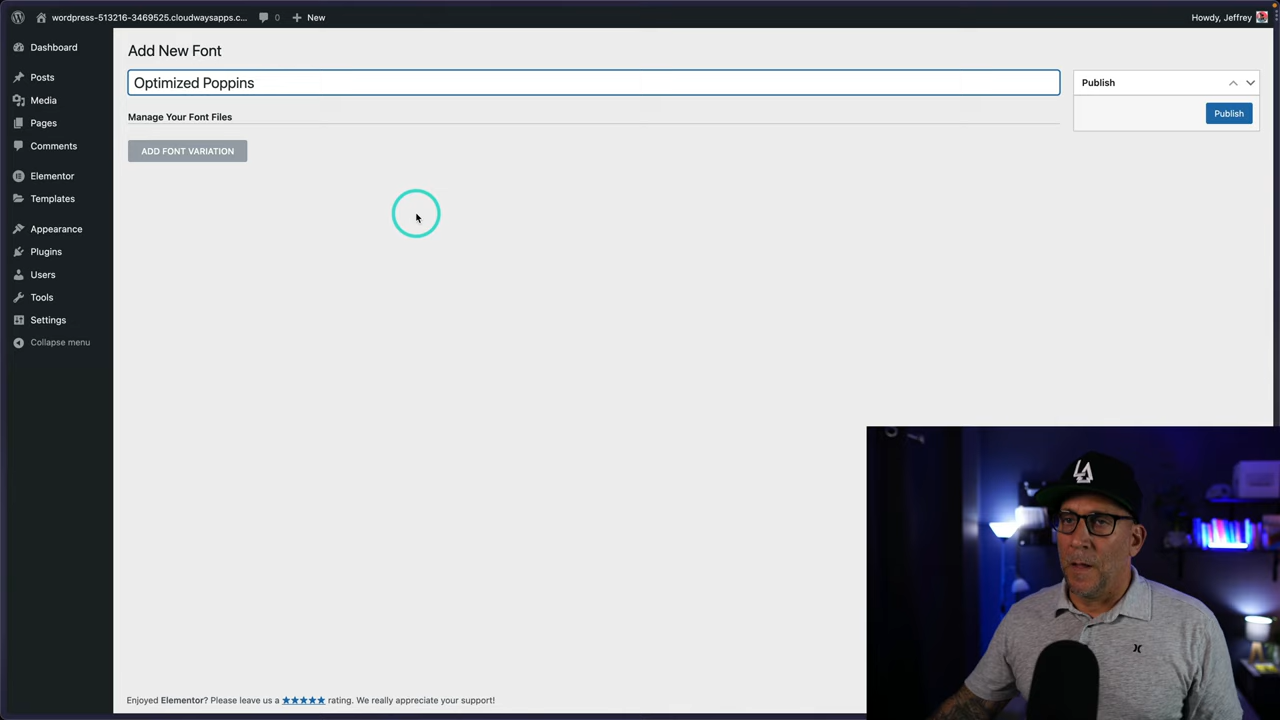 wordpress-513216-3469525.cloudwaysapps.c... 0 New Howdy, Jeffrey
Dashboard
Posts
Media
Pages
Comments
Elementor
Templates
Appearance
Plugins
Users
Tools
Settings
Collapse menu
Add New Font
Optimized Poppins
Manage Your Font Files
ADD FONT VARIATION
Publish
Publish
LA
Enjoyed Elementor? Please leave us a ★★★★★ rating. We really appreciate your support!